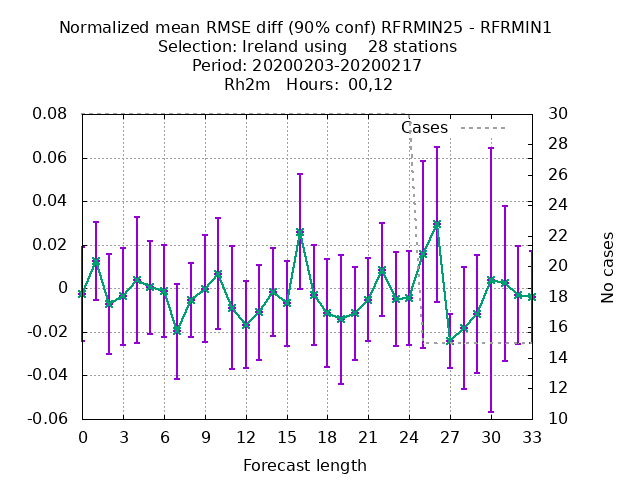 Normalized mean RMSE diff (90% conf) RFRMIN25 - RFRMIN1
Selection: Ireland using    28 stations
Period: 20200203-20200217
Rh2m   Hours:  00,12
Cases
0.08
0.06
0.04
0.02
0
-0.02
-0.04
-0.06
30
28
26
24
22
20
18
16
14
12
10
No cases
0 3 6 9 12 15 18 21 24 27 30 33
Forecast length